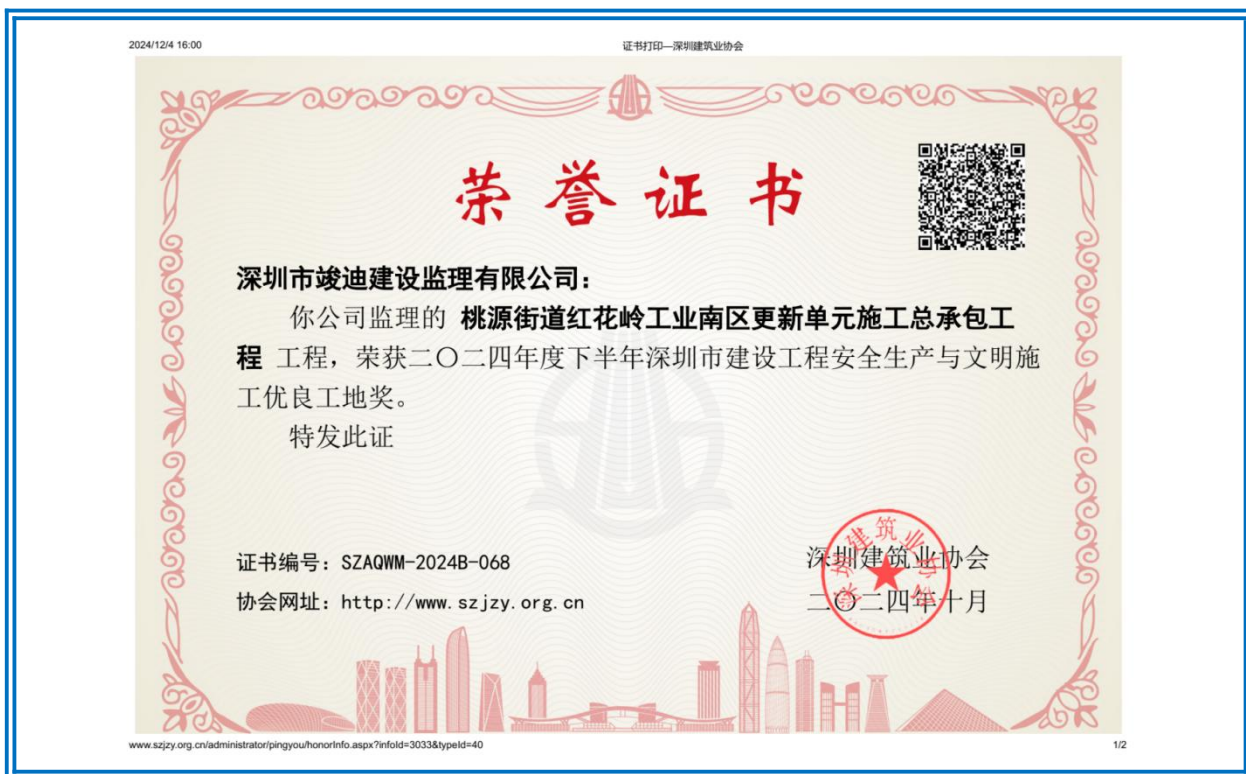 2024/12/4 16:00
证书打印—深圳建筑业协会
荣誉证书
深圳市竣迪建设监理有限公司：
你公司监理的 桃源街道红花岭工业南区更新单元施工总承包工
程 工程，荣获二〇二四年度下半年深圳市建设工程安全生产与文明施
工优良工地奖。
特发此证
证书编号：SZAQWM-2024B-068
深圳建筑业协会
协会网址：http://www.szjzy.org.cn
二〇二四年十月
深圳建筑业协会
www.szjzy.org.cn/administrator/pingyou/honorInfo.aspx?infoId=3033&typeId=40
1/2